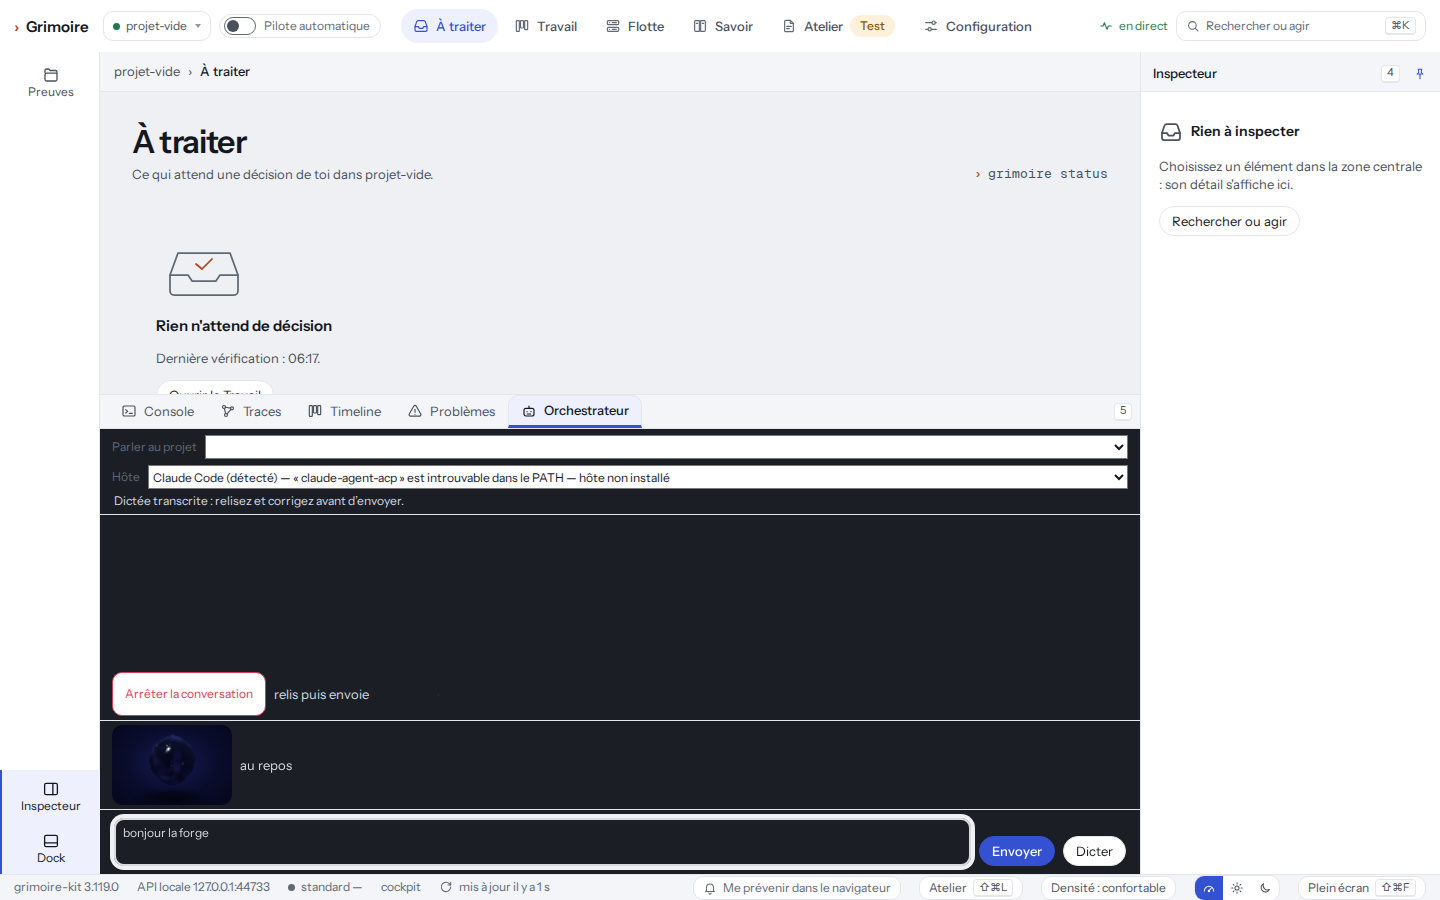 › Grimoire
projet-vide
Pilote automatique
À traiter
Travail
Flotte
Savoir
Atelier
Test
Configuration
en direct
Rechercher ou agir
⌘K
Preuves
projet-vide › À traiter
Inspecteur
4
À traiter
Ce qui attend une décision de toi dans projet-vide.
› grimoire status
Rien à inspecter
Choisissez un élément dans la zone centrale
: son détail s'affiche ici.
Rechercher ou agir
Rien n'attend de décision
Dernière vérification : 06:17.
Ouvrir le Travail
Console
Traces
Timeline
Problèmes
Orchestrateur
5
Parler au projet
Hôte
Claude Code (détecté) — « claude-agent-acp » est introuvable dans le PATH — hôte non installé
Dictée transcrite : relisez et corrigez avant d'envoyer.
Arrêter la conversation
relis puis envoie
au repos
bonjour la forge
Envoyer
Dicter
Inspecteur
Dock
grimoire-kit 3.119.0
API locale 127.0.0.1:44733
standard —
cockpit
mis à jour il y a 1 s
Me prévenir dans le navigateur
Atelier
⇧⌘L
Densité : confortable
Plein écran
⇧⌘F